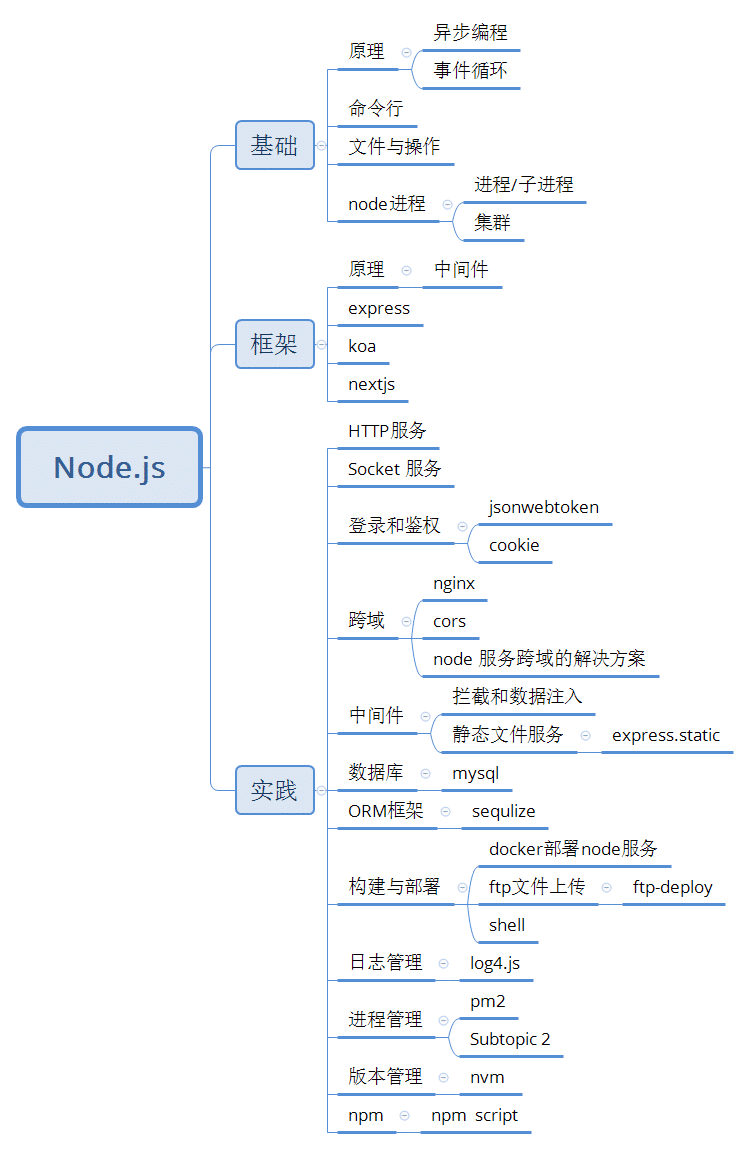 Node.js
基础
原理
异步编程
事件循环
命令行
文件与操作
node进程
进程/子进程
集群
框架
原理
中间件
express
koa
nextjs
实践
HTTP服务
Socket 服务
登录和鉴权
jsonwebtoken
cookie
跨域
nginx
cors
node 服务跨域的解决方案
中间件
拦截和数据注入
静态文件服务
express.static
数据库
mysql
ORM框架
sequlize
构建与部署
docker部署node服务
ftp文件上传
ftp-deploy
shell
日志管理
log4.js
进程管理
pm2
Subtopic 2
版本管理
nvm
npm
npm script